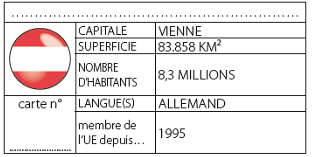 CAPITALE VIENNE
SUPERFICIE 83.858 KM²
NOMBRE D'HABITANTS 8,3 MILLIONS
carte n° LANGUE(S) ALLEMAND
membre de l'UE depuis... 1995